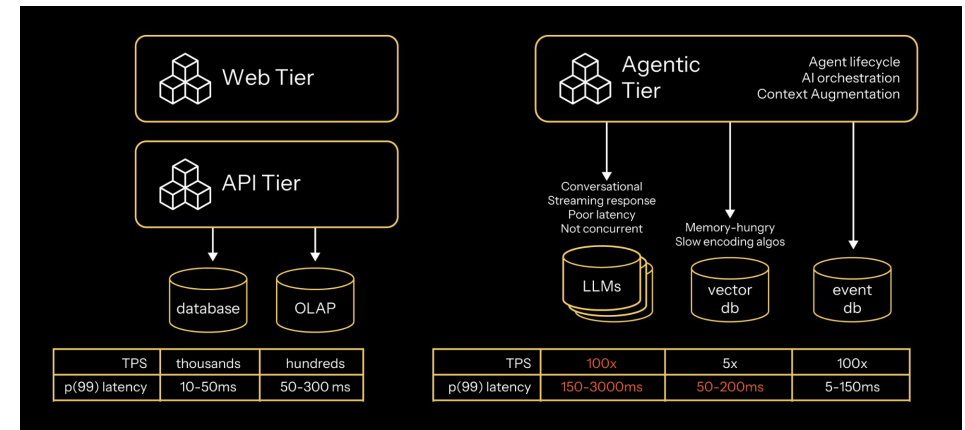 Web Tier
API Tier
database
OLAP
TPS thousands hundreds
p(99) latency 10-50ms 50-300 ms
Agentic
Tier
Agent lifecycle
AI orchestration
Context Augmentation
Conversational
Streaming response
Poor latency
Not concurrent
Memory-hungry
Slow encoding algos
LLMs
vector
db
event
db
TPS 100x 5x 100x
p(99) latency 150-3000ms 50-200ms 5-150ms